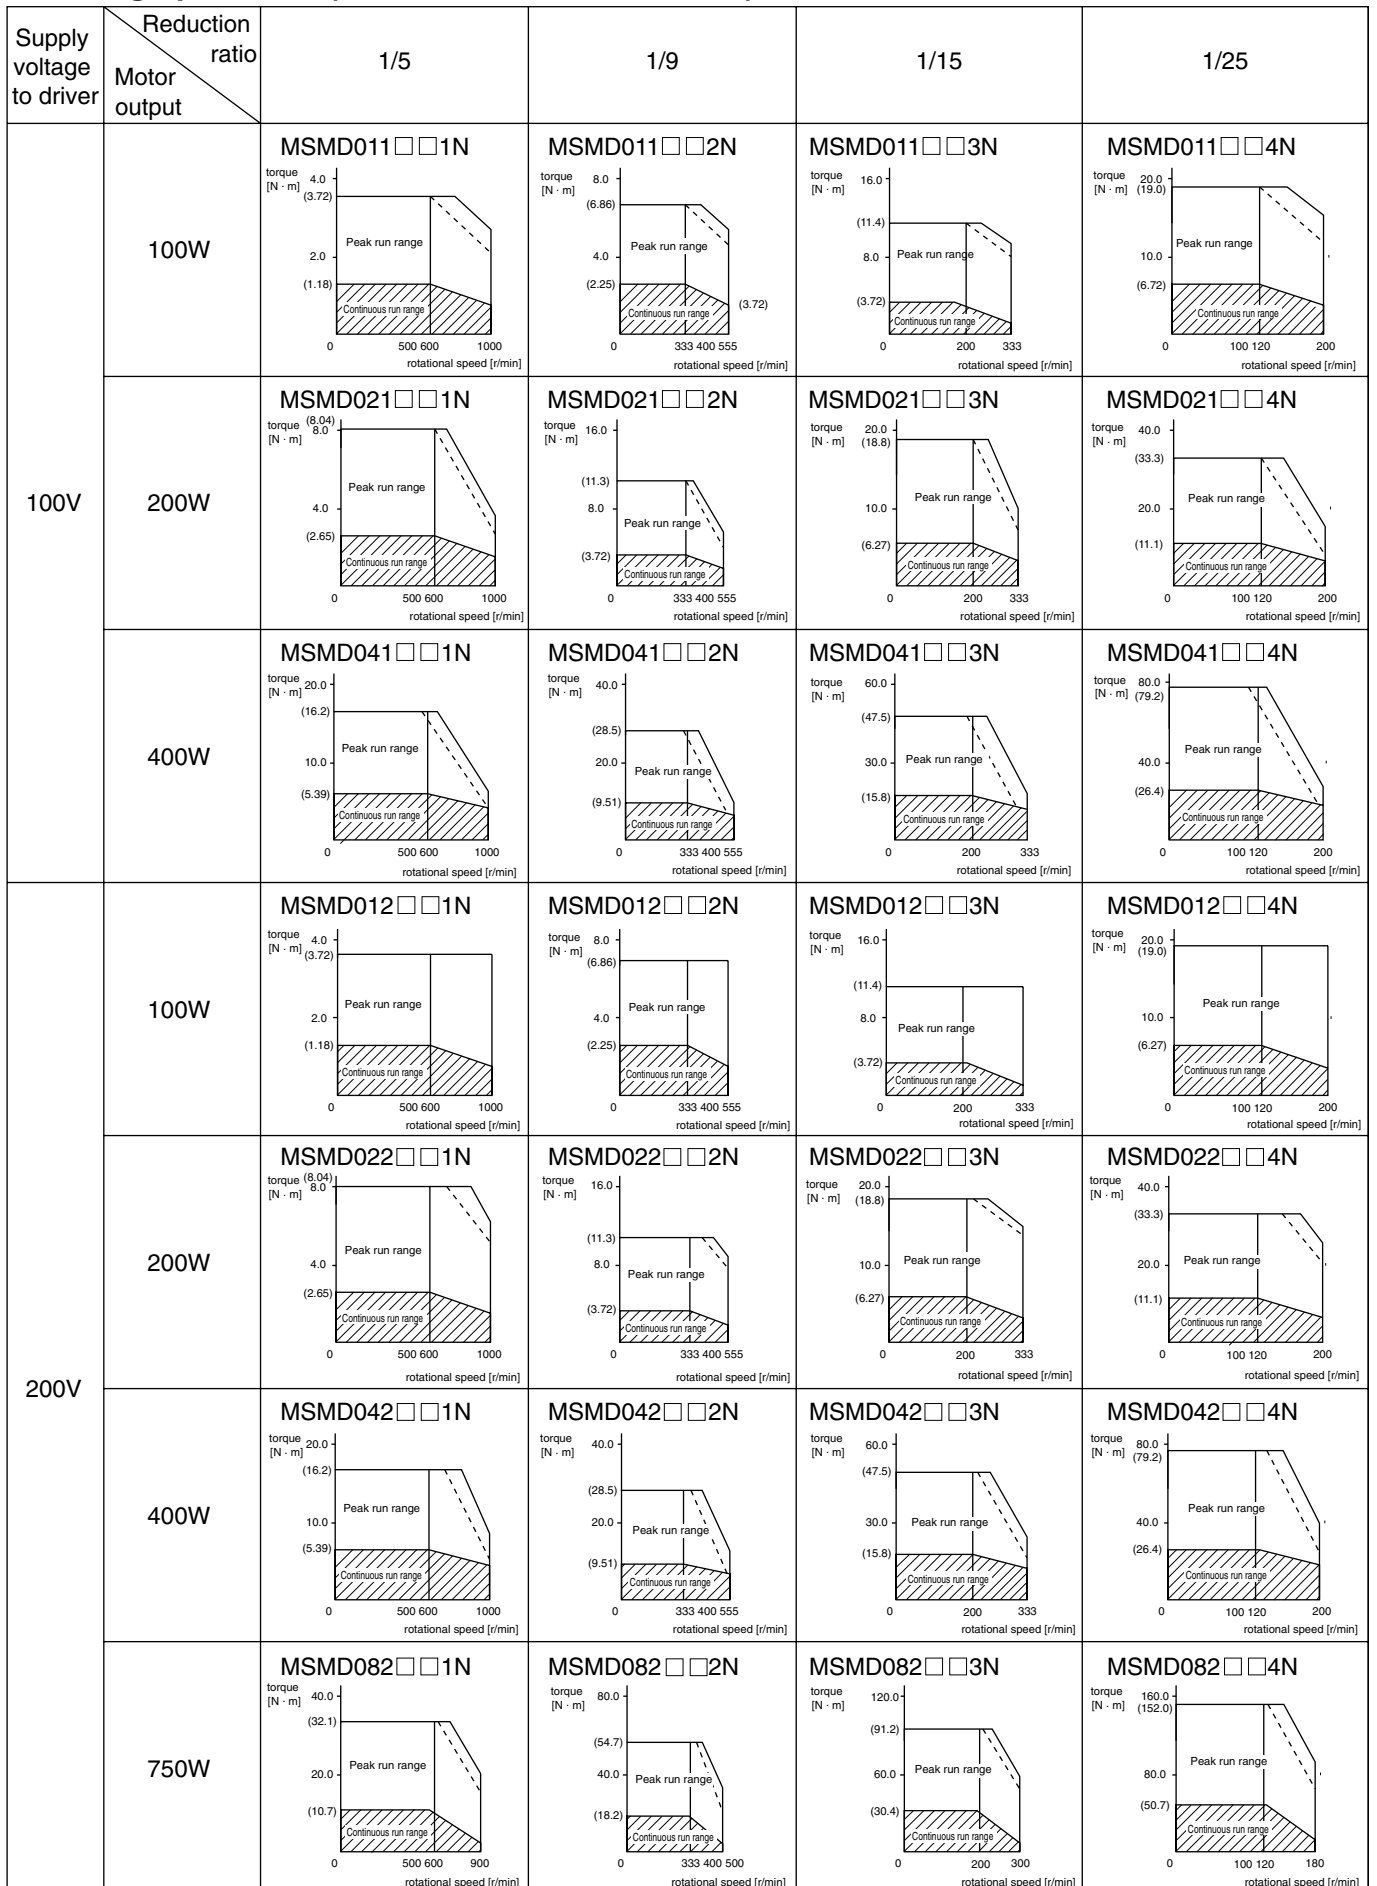 Supply
voltage
to driver
Reduction
ratio
Motor
output
1/5
1/9
1/15
1/25
100V
100W
MSMD011□□1N
torque
[N · m]
4.0
(3.72)
Peak run range
2.0
(1.18)
Continuous run range
0 500 600 1000
rotational speed [r/min]
MSMD011□□2N
torque
[N · m]
8.0
(6.86)
Peak run range
4.0
(2.25)
Continuous run range
(3.72)
0 333 400 555
rotational speed [r/min]
MSMD011□□3N
torque
[N · m]
16.0
(11.4)
8.0
Peak run range
(3.72)
Continuous run range
0 200 333
rotational speed [r/min]
MSMD011□□4N
torque
[N · m]
20.0
(19.0)
Peak run range
10.0
(6.72)
Continuous run range
0 100 120 200
rotational speed [r/min]
200W
MSMD021□□1N
torque
[N · m]
(8.04)
8.0
Peak run range
4.0
(2.65)
Continuous run range
0 500 600 1000
rotational speed [r/min]
MSMD021□□2N
torque
[N · m]
16.0
(11.3)
8.0
Peak run range
(3.72)
Continuous run range
0 333 400 555
rotational speed [r/min]
MSMD021□□3N
torque
[N · m]
20.0
(18.8)
Peak run range
10.0
(6.27)
Continuous run range
0 200 333
rotational speed [r/min]
MSMD021□□4N
torque
[N · m]
40.0
(33.3)
Peak run range
20.0
(11.1)
Continuous run range
0 100 120 200
rotational speed [r/min]
400W
MSMD041□□1N
torque
[N · m]
20.0
(16.2)
Peak run range
10.0
(5.39)
Continuous run range
0 500 600 1000
rotational speed [r/min]
MSMD041□□2N
torque
[N · m]
40.0
(28.5)
20.0
Peak run range
(9.51)
Continuous run range
0 333 400 555
rotational speed [r/min]
MSMD041□□3N
torque
[N · m]
60.0
(47.5)
30.0
Peak run range
(15.8)
Continuous run range
0 200 333
rotational speed [r/min]
MSMD041□□4N
torque
[N · m]
80.0
(79.2)
Peak run range
40.0
(26.4)
Continuous run range
0 100 120 200
rotational speed [r/min]
200V
100W
MSMD012□□1N
torque
[N · m]
4.0
(3.72)
Peak run range
2.0
(1.18)
Continuous run range
0 500 600 1000
rotational speed [r/min]
MSMD012□□2N
torque
[N · m]
8.0
(6.86)
Peak run range
4.0
(2.25)
Continuous run range
0 333 400 555
rotational speed [r/min]
MSMD012□□3N
torque
[N · m]
16.0
(11.4)
8.0
Peak run range
(3.72)
Continuous run range
0 200 333
rotational speed [r/min]
MSMD012□□4N
torque
[N · m]
20.0
(19.0)
Peak run range
10.0
(6.27)
Continuous run range
0 100 120 200
rotational speed [r/min]
200W
MSMD022□□1N
torque
[N · m]
(8.04)
8.0
Peak run range
4.0
(2.65)
Continuous run range
0 500 600 1000
rotational speed [r/min]
MSMD022□□2N
torque
[N · m]
16.0
(11.3)
8.0
Peak run range
(3.72)
Continuous run range
0 333 400 555
rotational speed [r/min]
MSMD022□□3N
torque
[N · m]
20.0
(18.8)
Peak run range
10.0
(6.27)
Continuous run range
0 200 333
rotational speed [r/min]
MSMD022□□4N
torque
[N · m]
40.0
(33.3)
Peak run range
20.0
(11.1)
Continuous run range
0 100 120 200
rotational speed [r/min]
400W
MSMD042□□1N
torque
[N · m]
20.0
(16.2)
Peak run range
10.0
(5.39)
Continuous run range
0 500 600 1000
rotational speed [r/min]
MSMD042□□2N
torque
[N · m]
40.0
(28.5)
20.0
Peak run range
(9.51)
Continuous run range
0 333 400 555
rotational speed [r/min]
MSMD042□□3N
torque
[N · m]
60.0
(47.5)
30.0
Peak run range
(15.8)
Continuous run range
0 200 333
rotational speed [r/min]
MSMD042□□4N
torque
[N · m]
80.0
(79.2)
Peak run range
40.0
(26.4)
Continuous run range
0 100 120 200
rotational speed [r/min]
750W
MSMD082□□1N
torque
[N · m]
40.0
(32.1)
Peak run range
20.0
(10.7)
Continuous run range
0 500 600 900
rotational speed [r/min]
MSMD082□□2N
torque
[N · m]
80.0
(54.7)
40.0
Peak run range
(18.2)
Continuous run range
0 333 400 500
rotational speed [r/min]
MSMD082□□3N
torque
[N · m]
120.0
(91.2)
Peak run range
60.0
(30.4)
Continuous run range
0 200 300
rotational speed [r/min]
MSMD082□□4N
torque
[N · m]
160.0
(152.0)
Peak run range
80.0
(50.7)
Continuous run range
0 100 120 180
rotational speed [r/min]